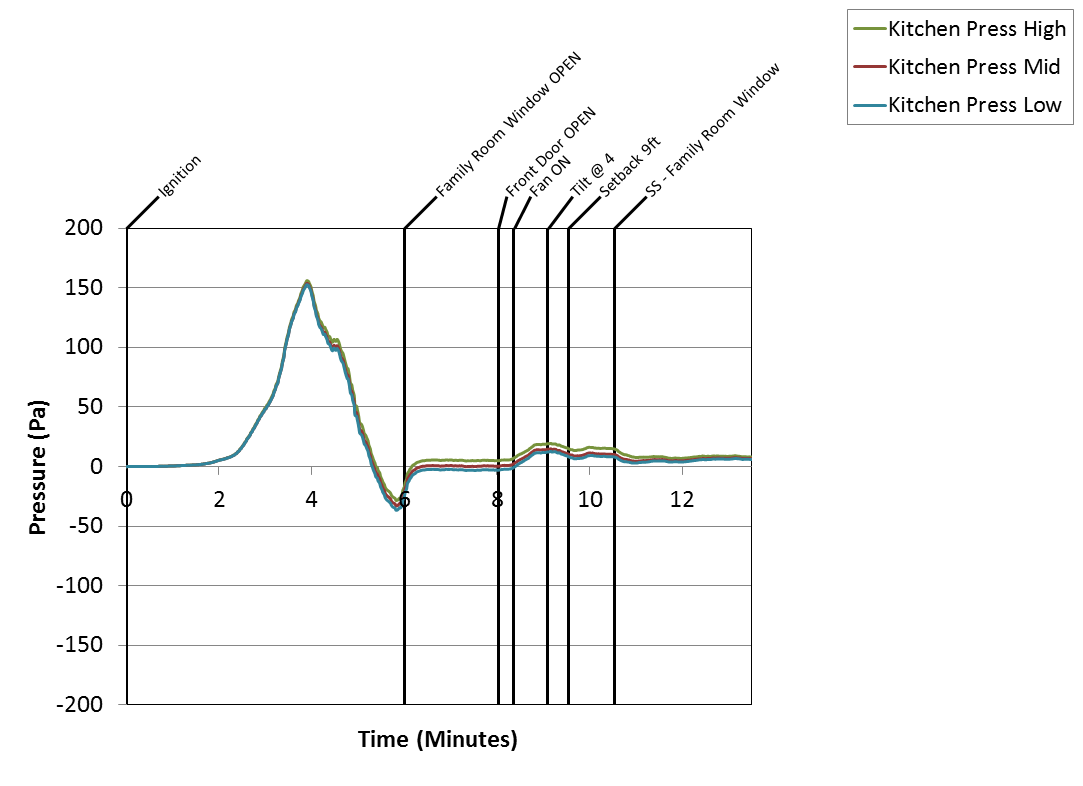 Kitchen Press High
Kitchen Press Mid
Kitchen Press Low
Ignition
Family Room Window OPEN
Front Door OPEN
Fan ON
Tilt @ 4
Setback 9ft
SS - Family Room Window
200
150
100
50
0
-50
-100
-150
-200
0 2 4 6 8 10 12
Pressure (Pa)
Time (Minutes)